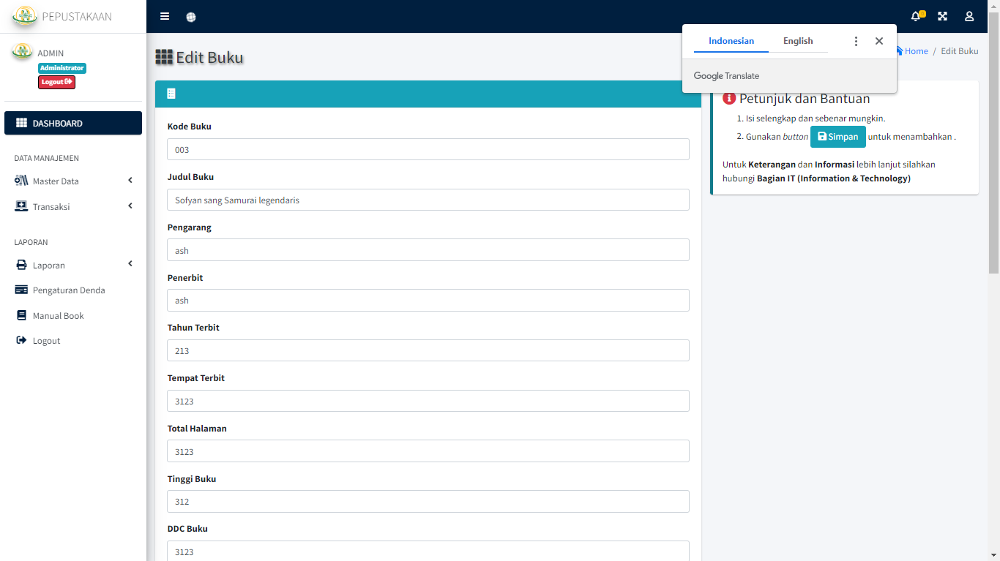 PEPUSTAKAAN
ADMIN
Administrator
Logout
DASHBOARD
DATA MANAJEMEN
Master Data
Transaksi
LAPORAN
Laporan
Pengaturan Denda
Manual Book
Logout
Edit Buku
Home / Edit Buku
Indonesian English
Google Translate
Kode Buku
003
Judul Buku
Sofyan sang Samurai legendaris
Pengarang
ash
Penerbit
ash
Tahun Terbit
213
Tempat Terbit
3123
Total Halaman
3123
Tinggi Buku
312
DDC Buku
3123
Petunjuk dan Bantuan
1. Isi selengkap dan sebenar mungkin.
2. Gunakan button Simpan untuk menambahkan .
Untuk Keterangan dan Informasi lebih lanjut silahkan
hubungi Bagian IT (Information & Technology)